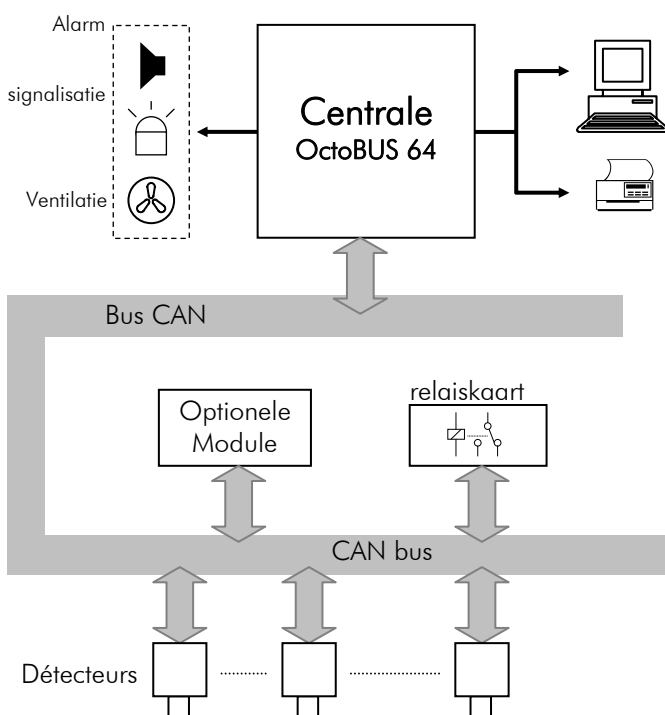 Alarm
signalisatie
Ventilatie
Centrale
OctoBUS 64
Bus CAN
Optionele
Module
relaiskaart
CAN bus
Détecteurs